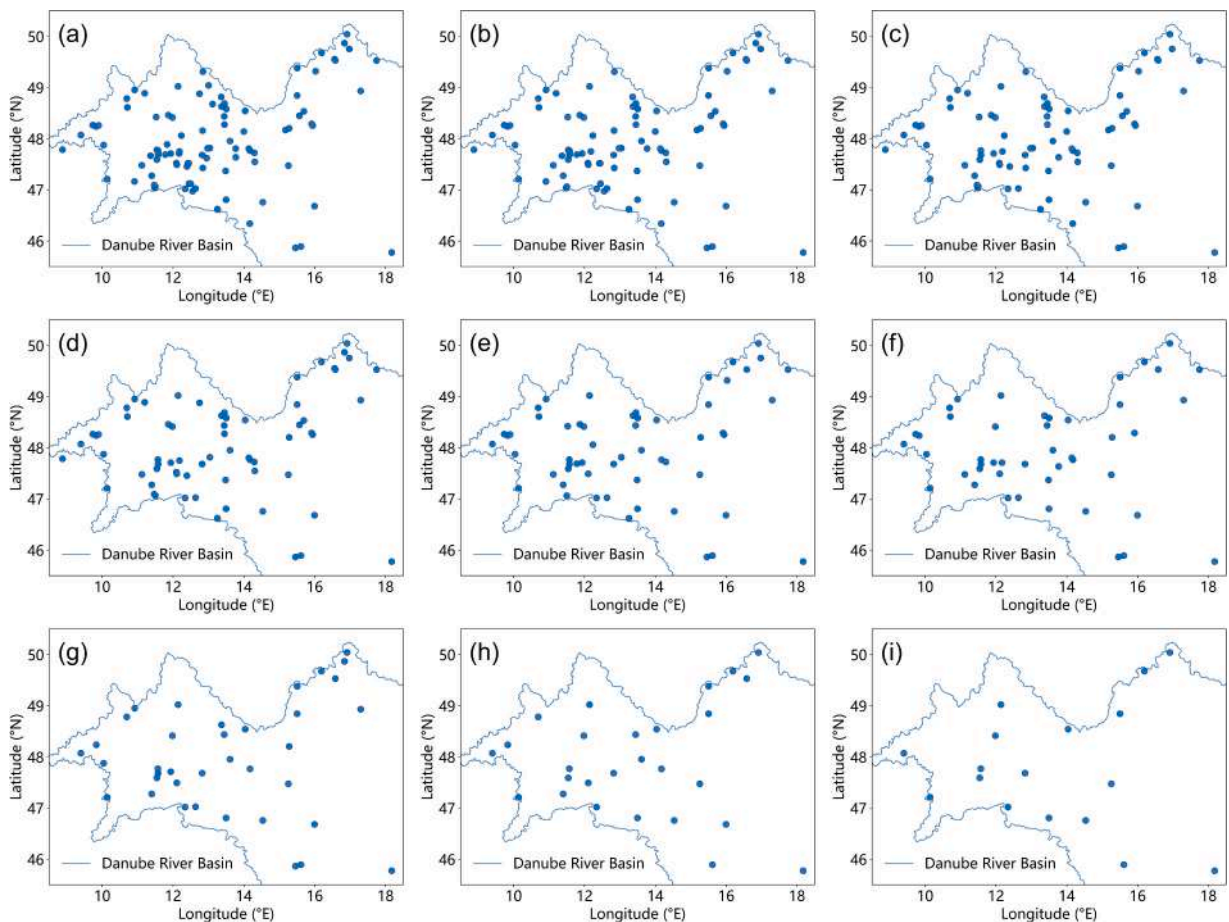 (a) (b) (c)
50 50 50
49 49 49
48 48 48
47 47 47
46 46 46
Latitude (°N) Latitude (°N) Latitude (°N)
Danube River Basin Danube River Basin Danube River Basin
10 12 14 16 18 10 12 14 16 18 10 12 14 16 18
Longitude (°E) Longitude (°E) Longitude (°E)
(d) (e) (f)
50 50 50
49 49 49
48 48 48
47 47 47
46 46 46
Latitude (°N) Latitude (°N) Latitude (°N)
Danube River Basin Danube River Basin Danube River Basin
10 12 14 16 18 10 12 14 16 18 10 12 14 16 18
Longitude (°E) Longitude (°E) Longitude (°E)
(g) (h) (i)
50 50 50
49 49 49
48 48 48
47 47 47
46 46 46
Latitude (°N) Latitude (°N) Latitude (°N)
Danube River Basin Danube River Basin Danube River Basin
10 12 14 16 18 10 12 14 16 18 10 12 14 16 18
Longitude (°E) Longitude (°E) Longitude (°E)